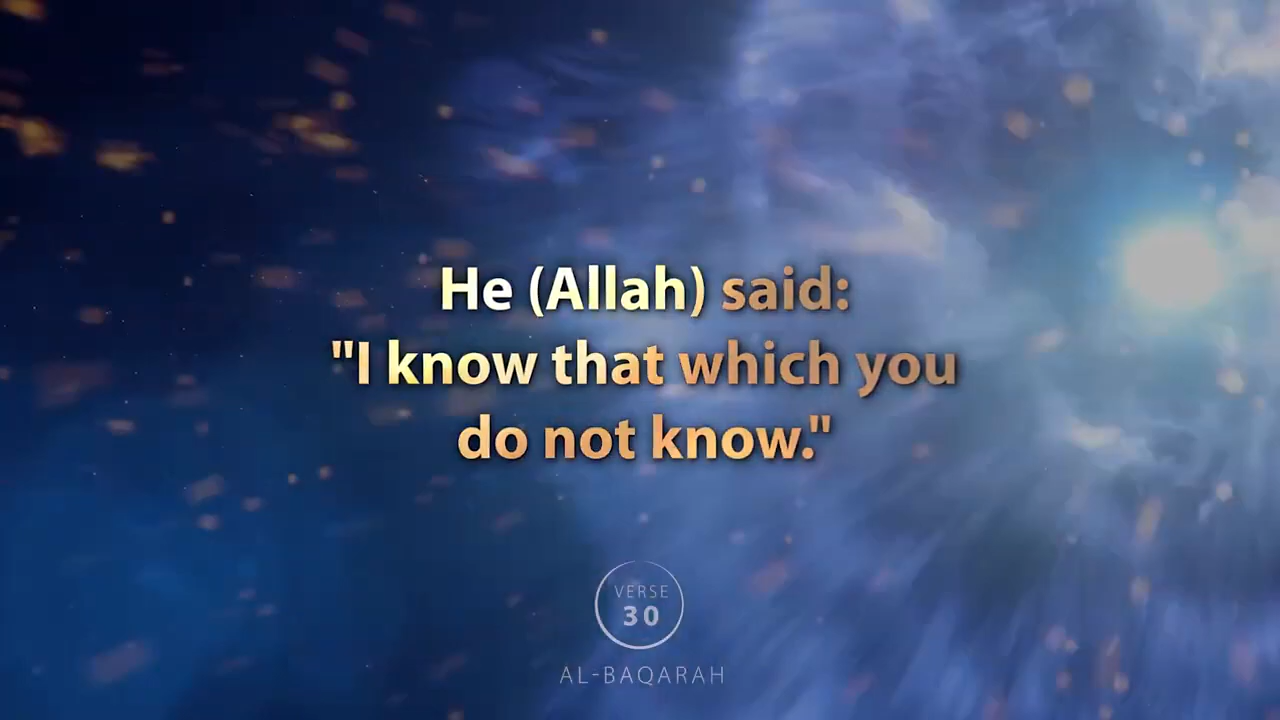 He (Allah) said:
"I know that which you
do not know."
VERSE
30
AL-BAQARAH